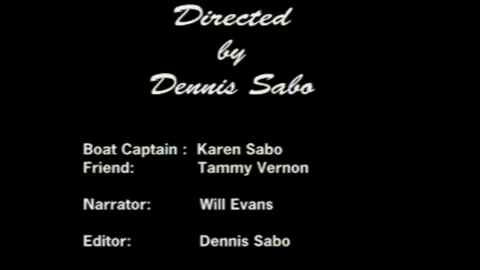 Directed
by
Dennis Sabo
Boat Captain : Karen Sabo
Friend: Tammy Vernon
Narrator: Will Evans
Editor: Dennis Sabo